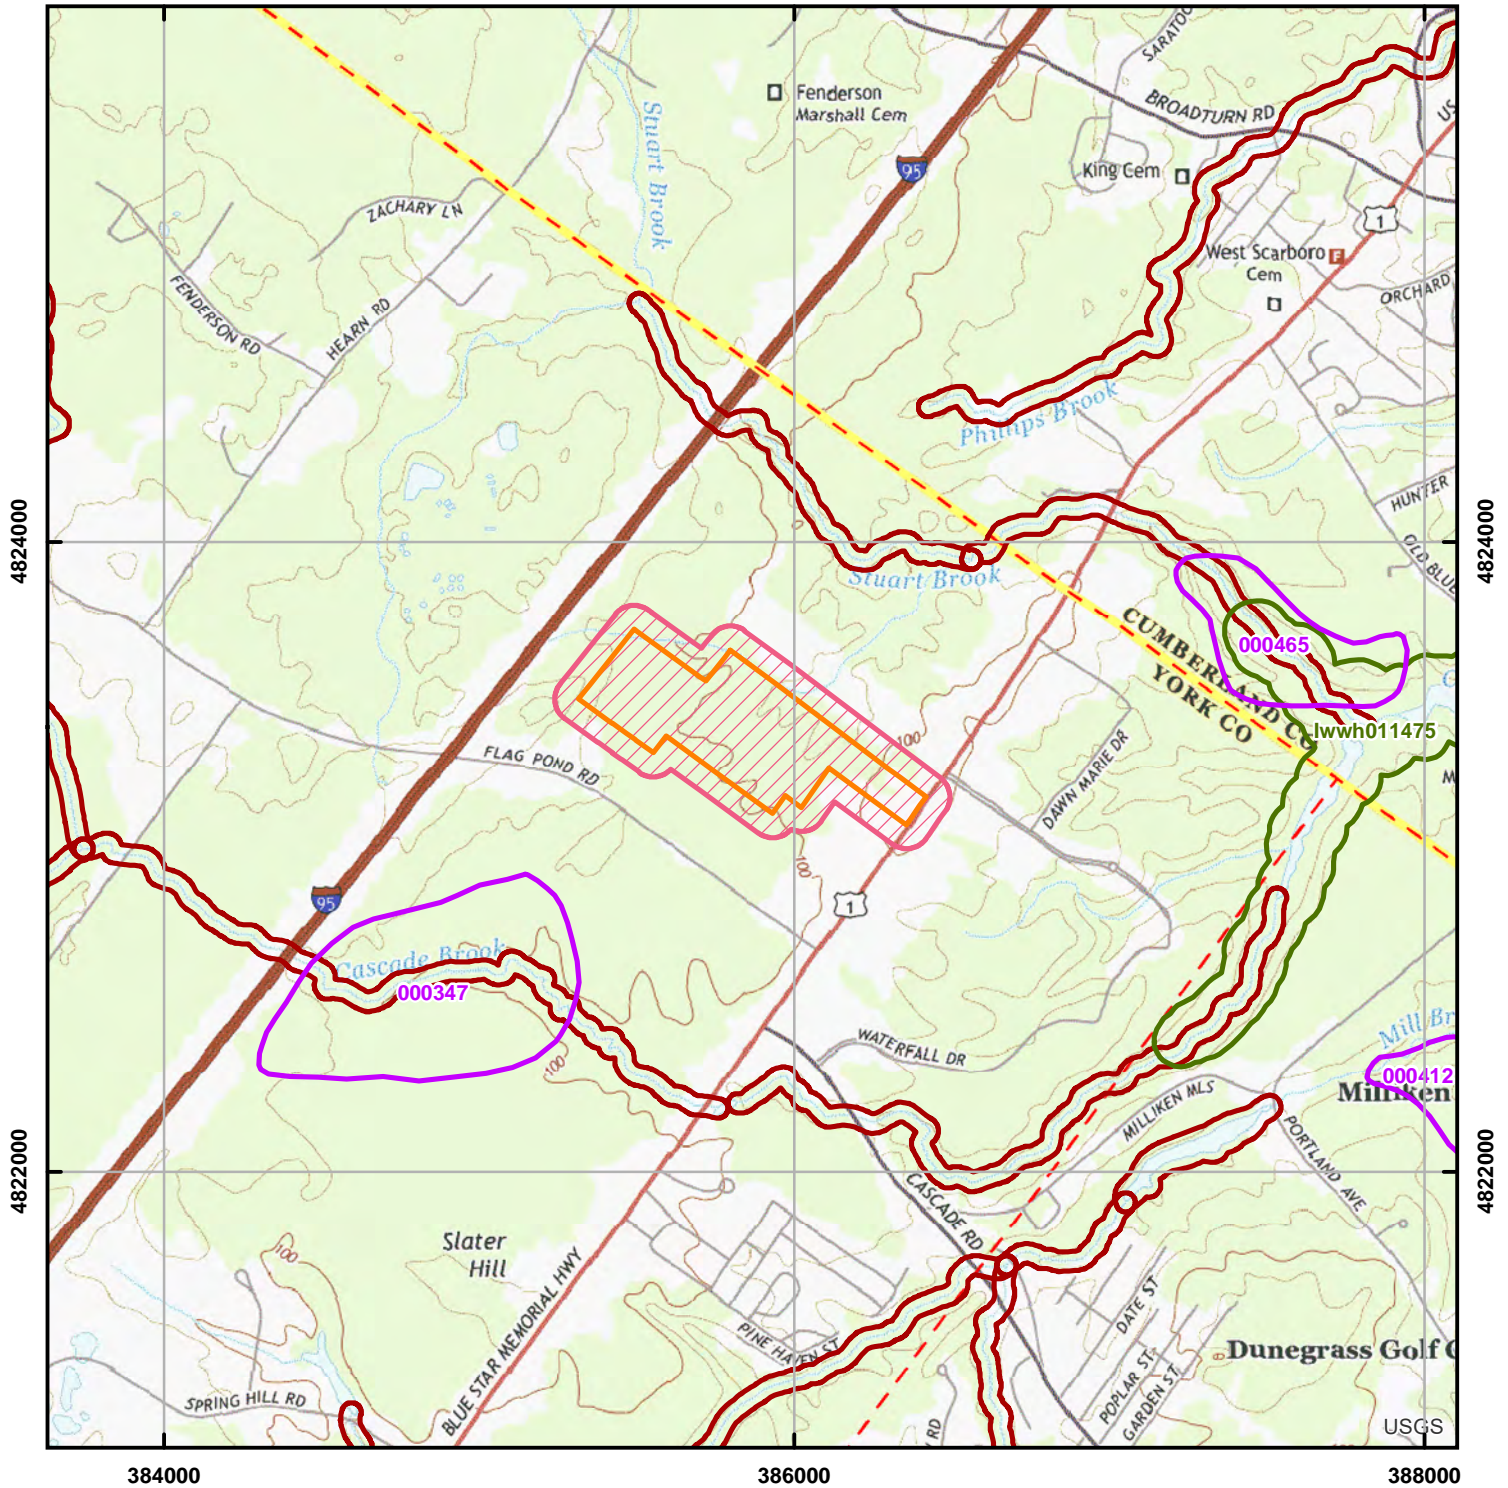 Stuart Brook
Fenderson
Marshall Cem
95
BROADTURN RD
King Cem
1
West Scarboro
Cem
F
ORCHARD
ZACHARY LN
FENDERSON RD
HEARN RD
Phillips Brook
HUNTER
4824000
4824000
Stuart Brook
000465
CUMBERLAND CO
YORK CO
lwwh011475
100
FLAG POND RD
DAWN MARIE DR
100
95
1
Cascade Brook
000347
100
WATERFALL DR
Mill Br
000412
Milliken
MILLIKEN MLS
PORTLAND AVE
4822000
4822000
CASCADE RD
Slater
Hill
100
BLUE STAR MEMORIAL HWY
PINE HAVEN ST
DATE ST
Dunegrass Golf
POPLAR ST
GARDEN ST
SPRING HILL RD
RD
USGS
384000
386000
388000